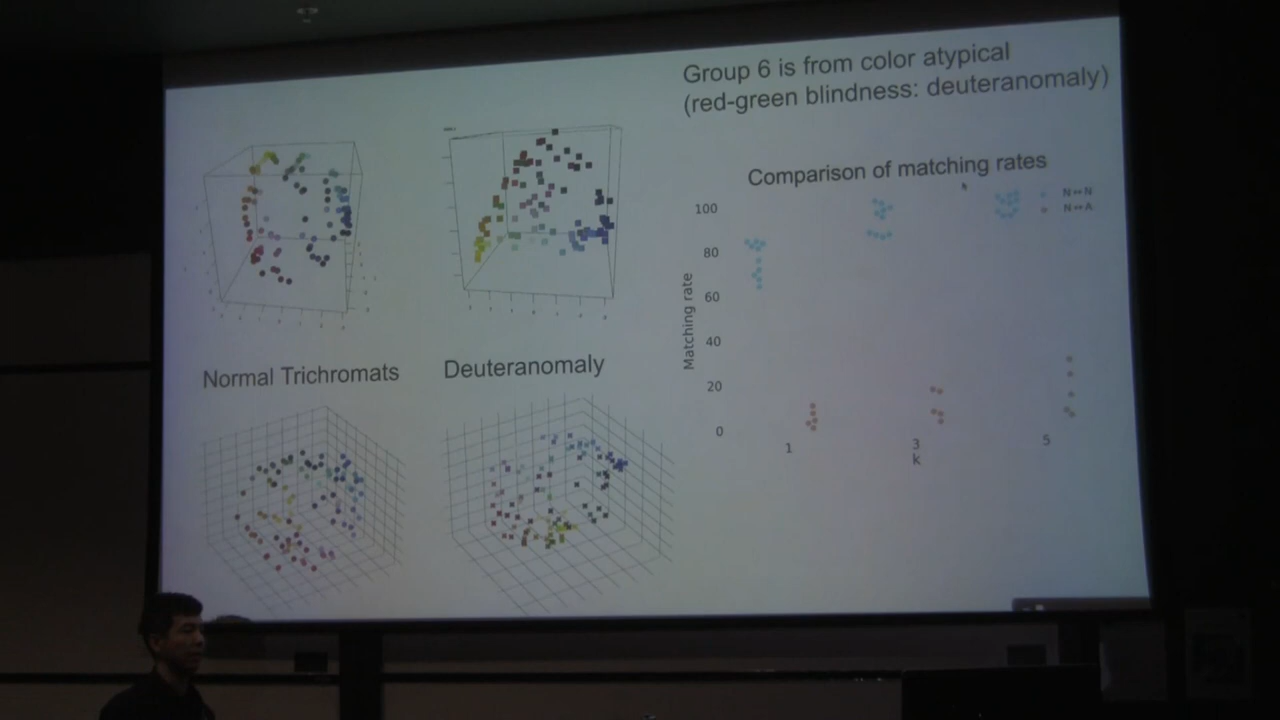 Group 6 is from color atypical
(red-green blindness: deuteranomaly)
Normal Trichromats
Deuteranomaly
Comparison of matching rates
N↔N
N↔A
Matching rate
100
80
60
40
20
0
1
3
5
k